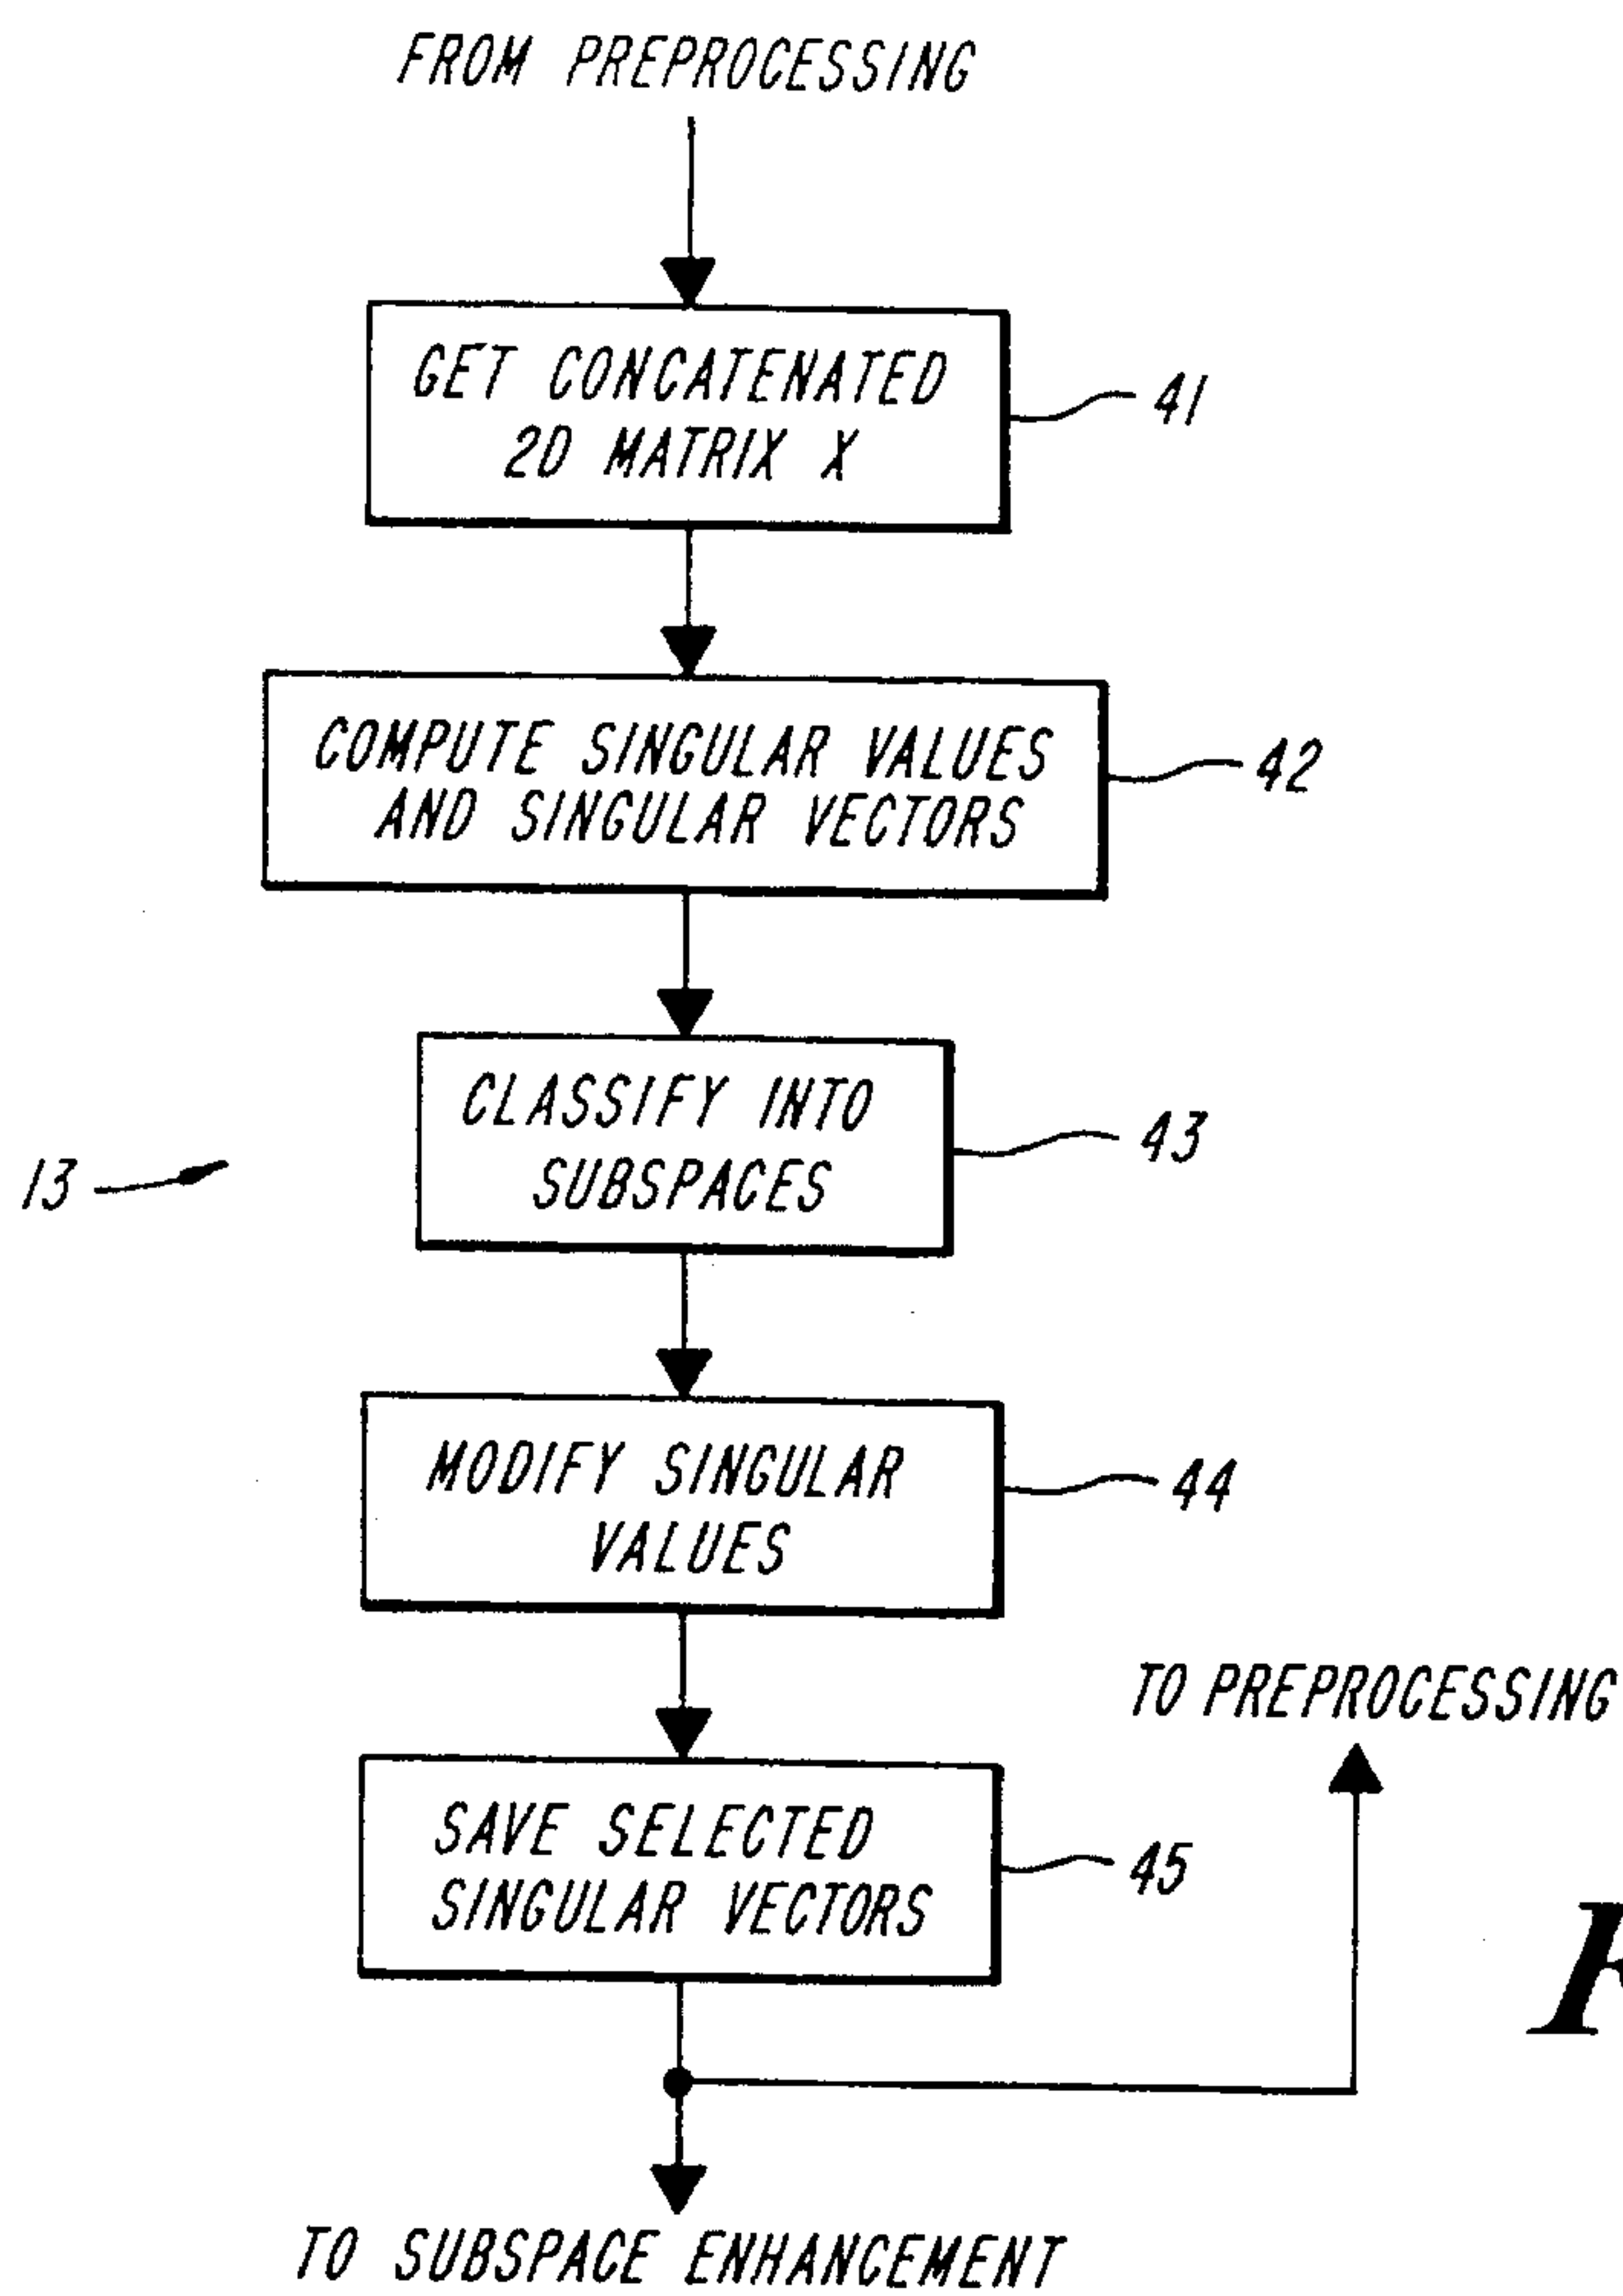 FROM PREPROCESSING
GET CONCATENATED
2D MATRIX X
41
COMPUTE SINGULAR VALUES
AND SINGULAR VECTORS
42
CLASSIFY INTO
SUBSPACES
43
13
MODIFY SINGULAR
VALUES
44
TO PREPROCESSING
SAVE SELECTED
SINGULAR VECTORS
45
TO SUBSPACE ENHANCEMENT